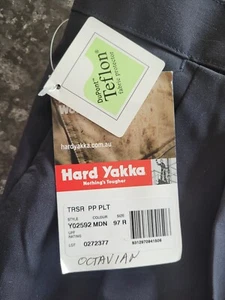 DuPont™
Teflon®
fabric protector
hardyakka.com.au
Hard Yakka
Nothing's Tougher
TRSR PP PLT
STYLE COLOUR SIZE
Y02592 MDN 97 R
UPF
RATING
LOT 0272377
OCTAVIAN